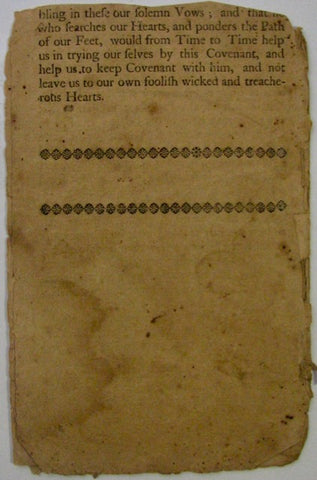 bling in these our solemn Vows ; and that he
who searches our Hearts, and ponders the Path
of our Feet, would from Time to Time help
us in trying our selves by this Covenant, and
help us to keep Covenant with him, and not
leave us to our own foolish wicked and treache-
rous Hearts.